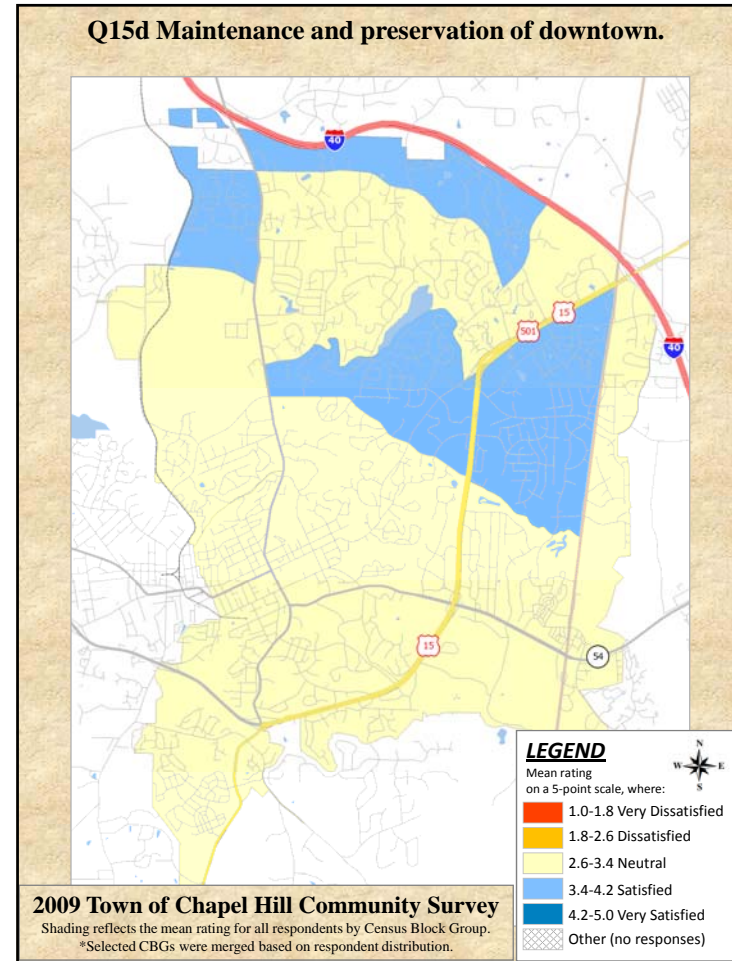 Q15d Maintenance and preservation of downtown.
40
15
501
40
15
54
LEGEND
Mean rating
on a 5-point scale, where:
N
W E
S
1.0-1.8 Very Dissatisfied
1.8-2.6 Dissatisfied
2.6-3.4 Neutral
3.4-4.2 Satisfied
4.2-5.0 Very Satisfied
Other (no responses)
2009 Town of Chapel Hill Community Survey
Shading reflects the mean rating for all respondents by Census Block Group.
*Selected CBGs were merged based on respondent distribution.